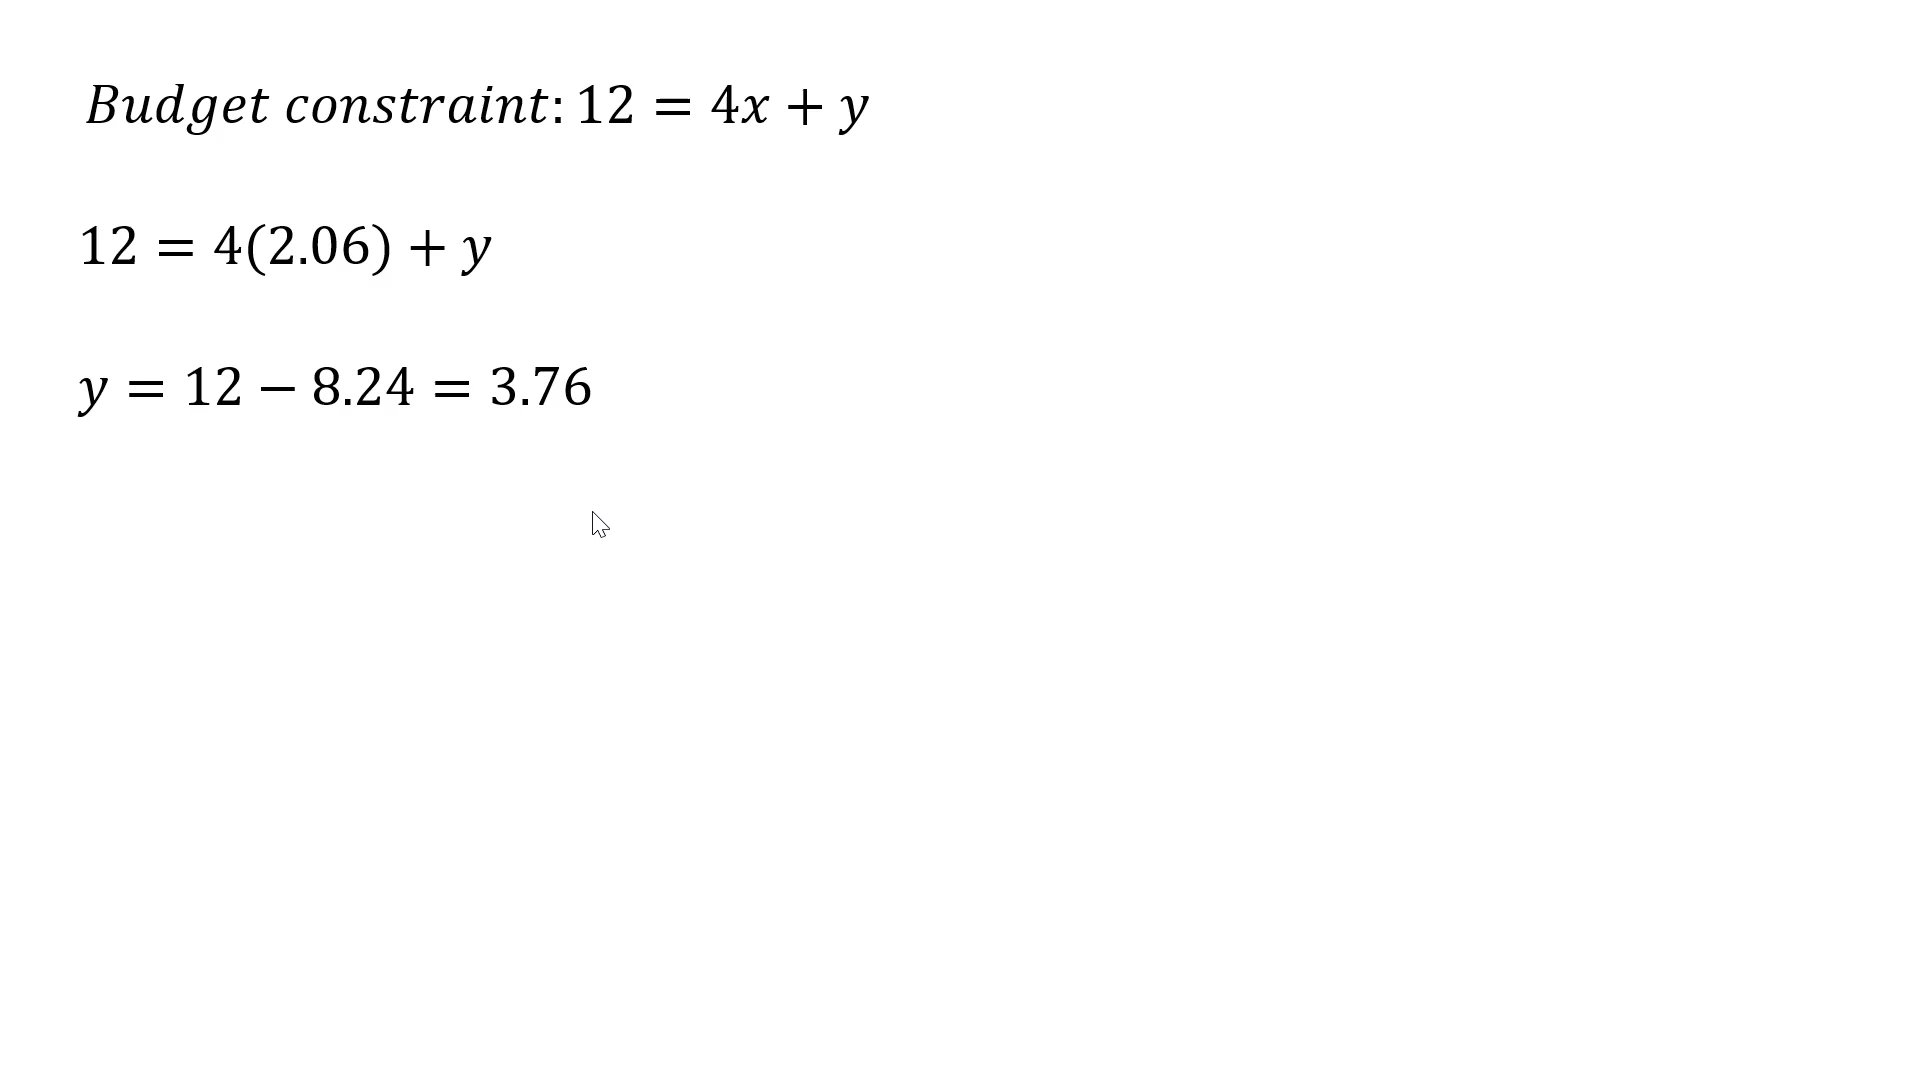 Budget constraint: 12 = 4x + y
12 = 4(2.06) + y
y = 12 − 8.24 = 3.76